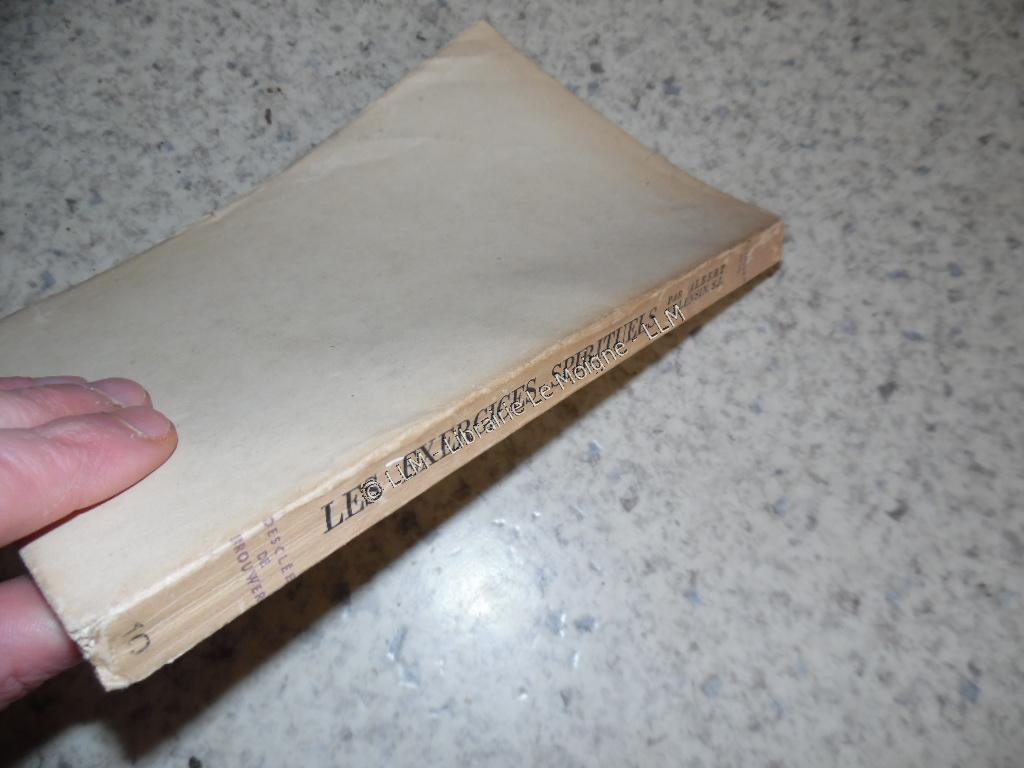 LES EXERCICES SPIRITUELS
PAR ALBERT
S.J.
DESCLÉE
DE
BROUWER
10
© LLM - Librairie Le Moigne - LLM